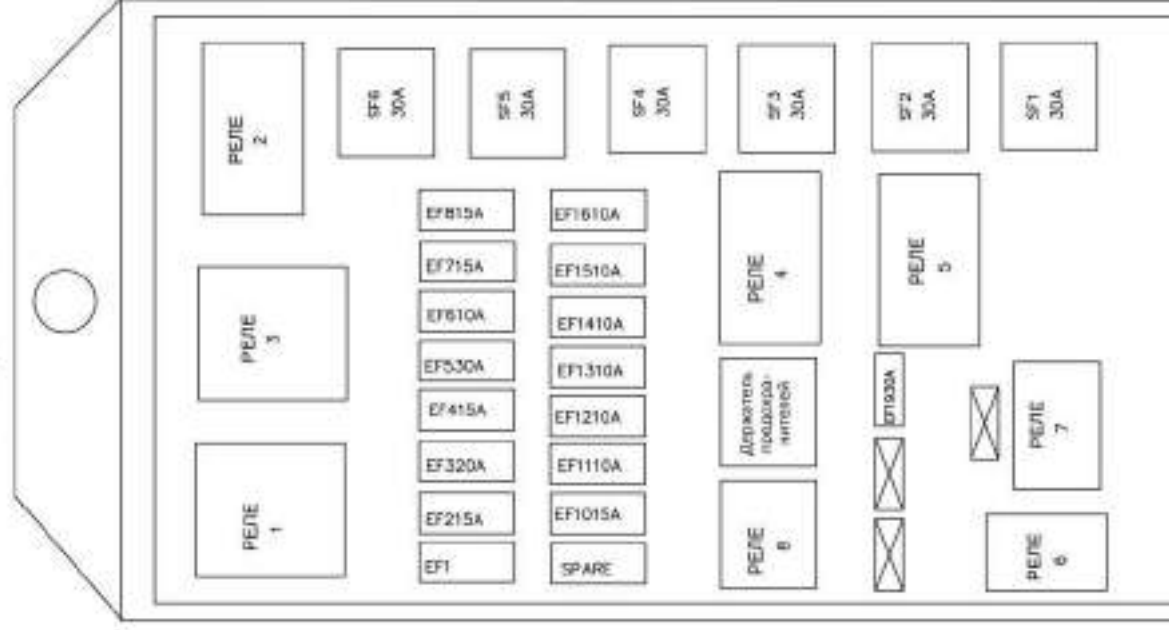 РЕЛЕ
2
SF6
30A
SF5
30A
SF4
30A
SF3
30A
SF2
30A
SF1
30A
EF815A
EF1610A
РЕЛЕ
4
РЕЛЕ
5
EF715A
EF1510A
РЕЛЕ
3
EF610A
EF1410A
EF530A
EF1310A
Держатель
предохра-
нителей
EF1930A
РЕЛЕ
7
EF415A
EF1210A
EF320A
EF1110A
РЕЛЕ
1
EF215A
EF1015A
РЕЛЕ
8
РЕЛЕ
6
EF1
SPARE